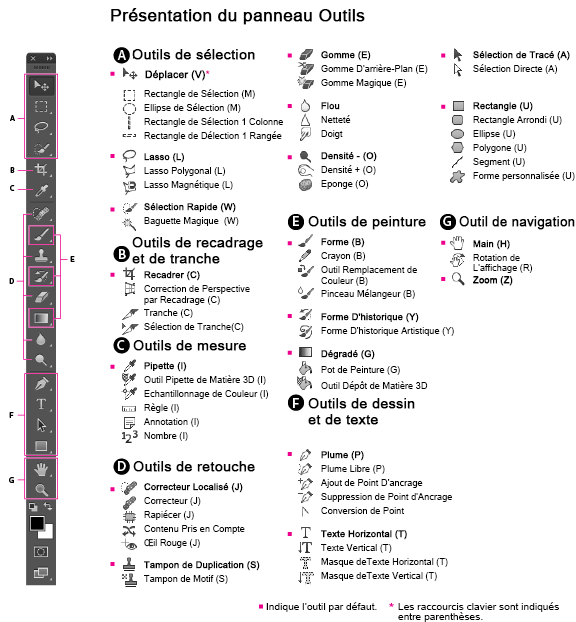 Présentation du panneau Outils
A Outils de sélection
Déplacer (V)*
Rectangle de Sélection (M)
Ellipse de Sélection (M)
Rectangle de Sélection 1 Colonne
Rectangle de Délection 1 Rangée
Lasso (L)
Lasso Polygonal (L)
Lasso Magnétique (L)
Sélection Rapide (W)
Baguette Magique (W)
B Outils de recadrage
et de tranche
Recadrer (C)
Correction de Perspective
par Recadrage (C)
Tranche (C)
Sélection de Tranche(C)
C Outils de mesure
Pipette (I)
Outil Pipette de Matière 3D (I)
Echantillonnage de Couleur (I)
Règle (I)
Annotation (I)
Nombre (I)
D Outils de retouche
Correcteur Localisé (J)
Correcteur (J)
Rapiécer (J)
Contenu Pris en Compte
Œil Rouge (J)
Tampon de Duplication (S)
Tampon de Motif (S)
Gomme (E)
Gomme D'arrière-Plan (E)
Gomme Magique (E)
Flou
Netteté
Doigt
Densité - (O)
Densité + (O)
Eponge (O)
E Outils de peinture
Forme (B)
Crayon (B)
Outil Remplacement de
Couleur (B)
Pinceau Mélangeur (B)
Forme D'historique (Y)
Forme D'historique Artistique (Y)
Dégradé (G)
Pot de Peinture (G)
Outil Dépôt de Matière 3D
F Outils de dessin
et de texte
Plume (P)
Plume Libre (P)
Ajout de Point D'ancrage
Suppression de Point d'Ancrage
Conversion de Point
Texte Horizontal (T)
Texte Vertical (T)
Masque deTexte Horizontal (T)
Masque deTexte Vertical (T)
Sélection de Tracé (A)
Sélection Directe (A)
Rectangle (U)
Rectangle Arrondi (U)
Ellipse (U)
Polygone (U)
Segment (U)
Forme personnalisée (U)
G Outil de navigation
Main (H)
Rotation de
L'affichage (R)
Zoom (Z)
A
B
C
D
E
F
G
Indique l'outil par défaut.
* Les raccourcis clavier sont indiqués
entre parenthèses.